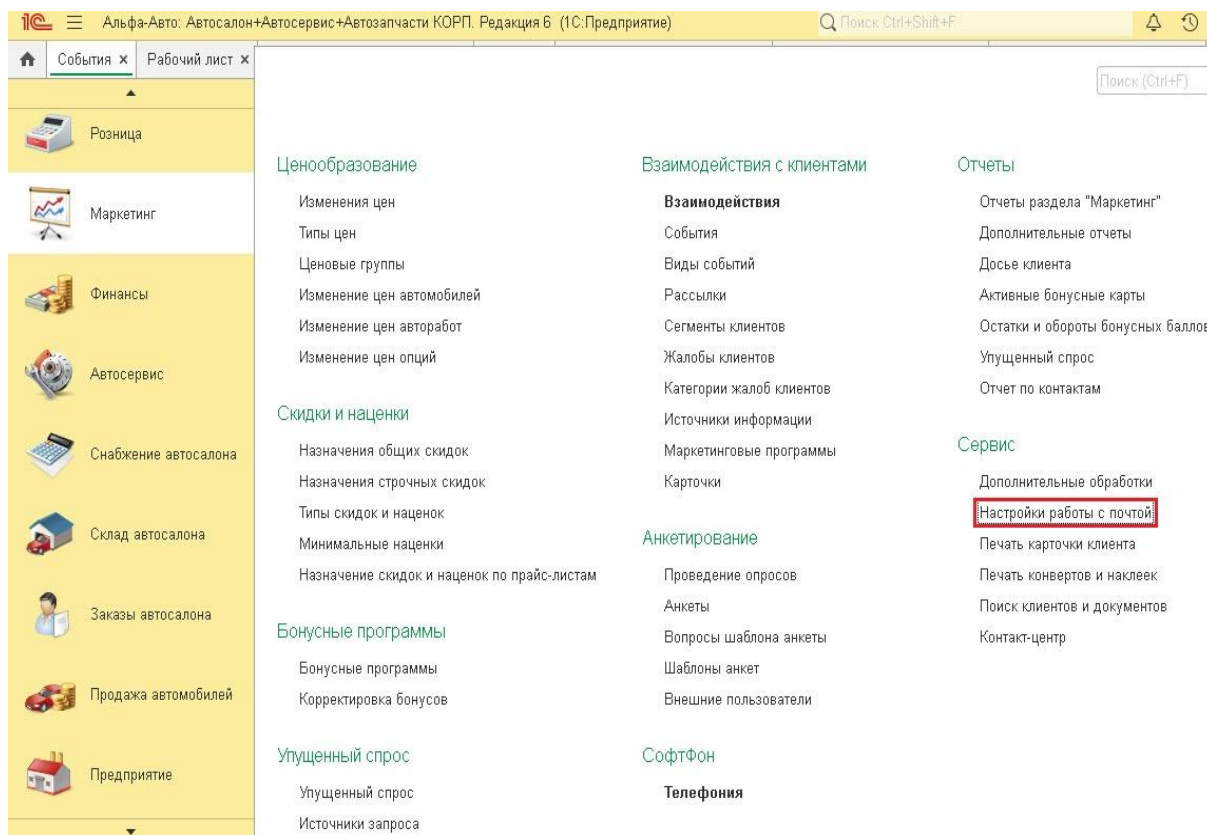 1С Альфа-Авто: Автосалон+Автосервис+Автозапчасти КОРП. Редакция 6 (1С:Предприятие)
Поиск Ctrl+Shift+F
События × Рабочий лист ×
Поиск (Ctrl+F)
Розница
Маркетинг
Финансы
Автосервис
Снабжение автосалона
Склад автосалона
Заказы автосалона
Продажа автомобилей
Предприятие
Ценообразование
Изменения цен
Типы цен
Ценовые группы
Изменение цен автомобилей
Изменение цен авторабот
Изменение цен опций
Скидки и наценки
Назначения общих скидок
Назначения строчных скидок
Типы скидок и наценок
Минимальные наценки
Назначение скидок и наценок по прайс-листам
Бонусные программы
Бонусные программы
Корректировка бонусов
Упущенный спрос
Упущенный спрос
Источники запроса
Взаимодействия с клиентами
Взаимодействия
События
Виды событий
Рассылки
Сегменты клиентов
Жалобы клиентов
Категории жалоб клиентов
Источники информации
Маркетинговые программы
Карточки
Анкетирование
Проведение опросов
Анкеты
Вопросы шаблона анкеты
Шаблоны анкет
Внешние пользователи
СофтФон
Телефония
Отчеты
Отчеты раздела "Маркетинг"
Дополнительные отчеты
Досье клиента
Активные бонусные карты
Остатки и обороты бонусных баллов
Упущенный спрос
Отчет по контактам
Сервис
Дополнительные обработки
Настройки работы с почтой
Печать карточки клиента
Печать конвертов и наклеек
Поиск клиентов и документов
Контакт-центр